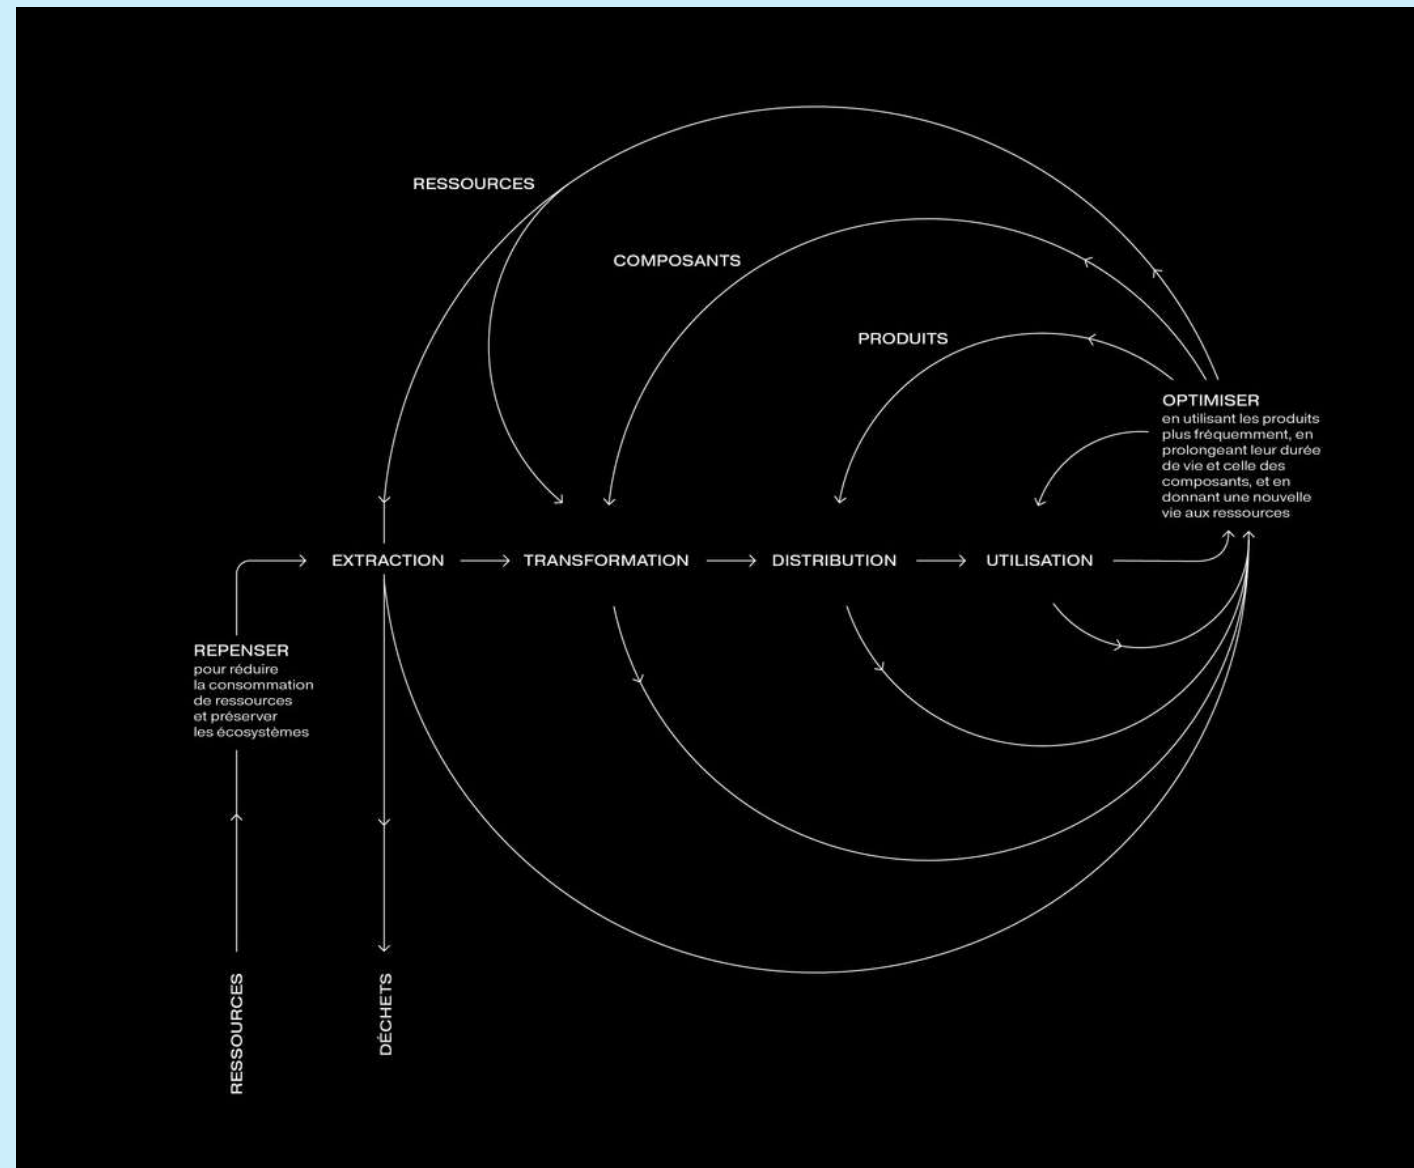 RESSOURCES
COMPOSANTS
PRODUITS
OPTIMISER
en utilisant les produits
plus fréquemment, en
prolongeant leur durée
de vie et celle des
composants, et en
donnant une nouvelle
vie aux ressources
EXTRACTION
TRANSFORMATION
DISTRIBUTION
UTILISATION
REPENSER
pour réduire
la consommation
de ressources
et préserver
les écosystèmes
RESSOURCES
DÉCHETS